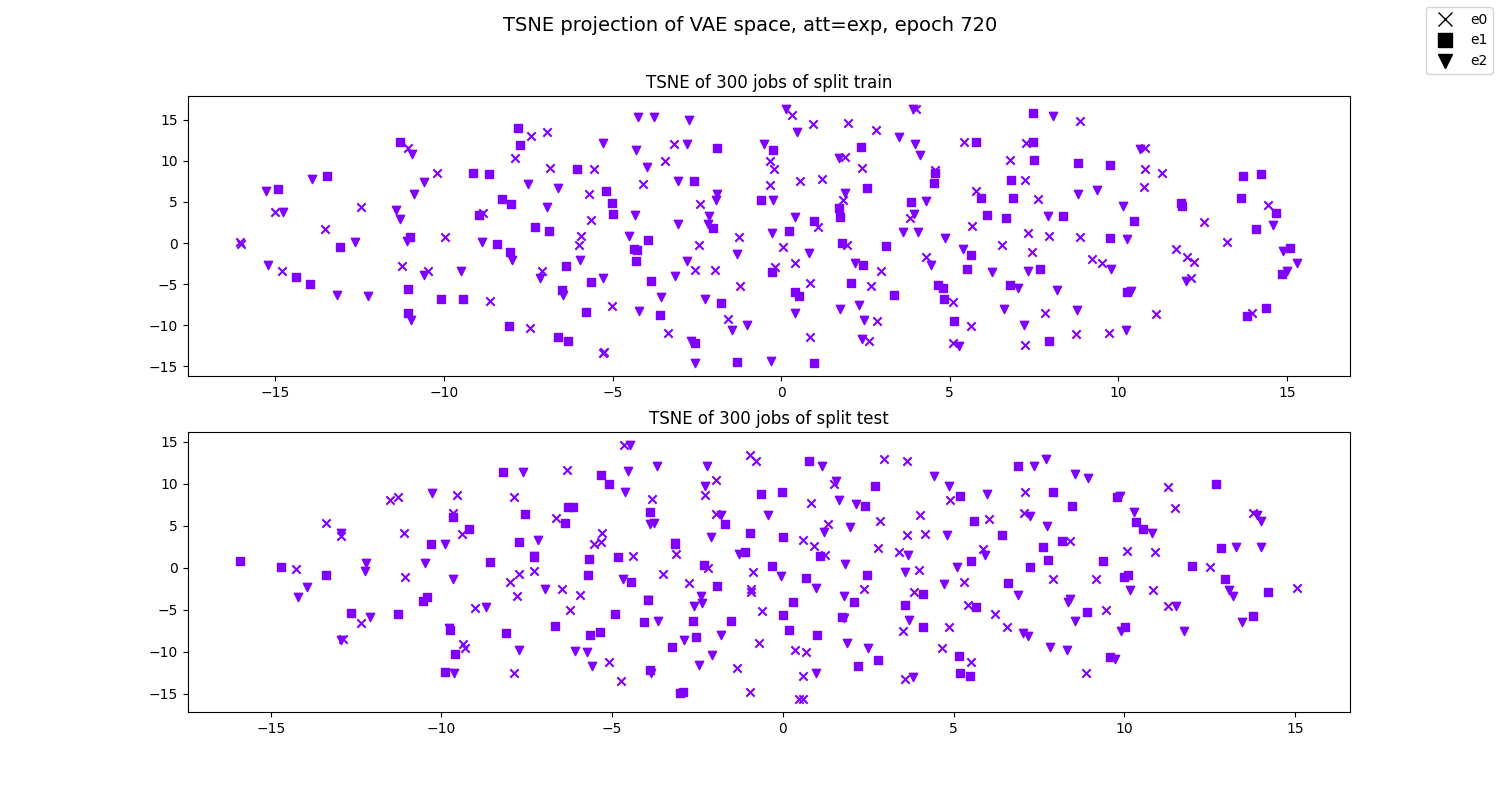 TSNE projection of VAE space, att=exp, epoch 720
e0
e1
e2
TSNE of 300 jobs of split train
15
10
5
0
−5
−10
−15
−15 −10 −5 0 5 10 15
TSNE of 300 jobs of split test
15
10
5
0
−5
−10
−15
−15 −10 −5 0 5 10 15